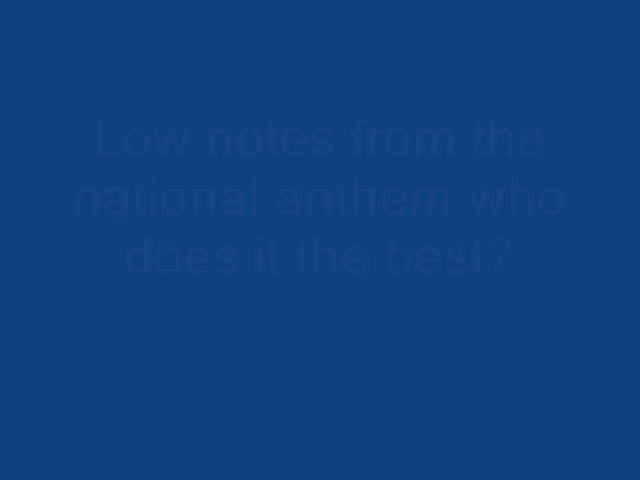 Low notes from the
national anthem who
does it the best?